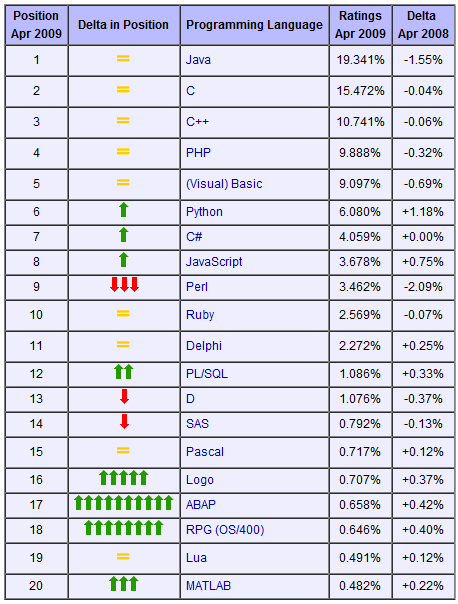 Position Apr 2009 Delta in Position Programming Language Ratings Apr 2009 Delta Apr 2008
1 = Java 19.341% -1.55%
2 = C 15.472% -0.04%
3 = C++ 10.741% -0.06%
4 = PHP 9.888% -0.32%
5 = (Visual) Basic 9.097% -0.69%
6 ↑ Python 6.080% +1.18%
7 ↑ C# 4.059% +0.00%
8 ↑ JavaScript 3.678% +0.75%
9 ↓↓↓ Perl 3.462% -2.09%
10 = Ruby 2.569% -0.07%
11 = Delphi 2.272% +0.25%
12 ↑↑ PL/SQL 1.086% +0.33%
13 ↓ D 1.076% -0.37%
14 ↓ SAS 0.792% -0.13%
15 = Pascal 0.717% +0.12%
16 ↑↑↑↑↑ Logo 0.707% +0.37%
17 ↑↑↑↑↑↑↑↑↑↑ ABAP 0.658% +0.42%
18 ↑↑↑↑↑↑↑↑ RPG (OS/400) 0.646% +0.40%
19 = Lua 0.491% +0.12%
20 ↑↑↑ MATLAB 0.482% +0.22%